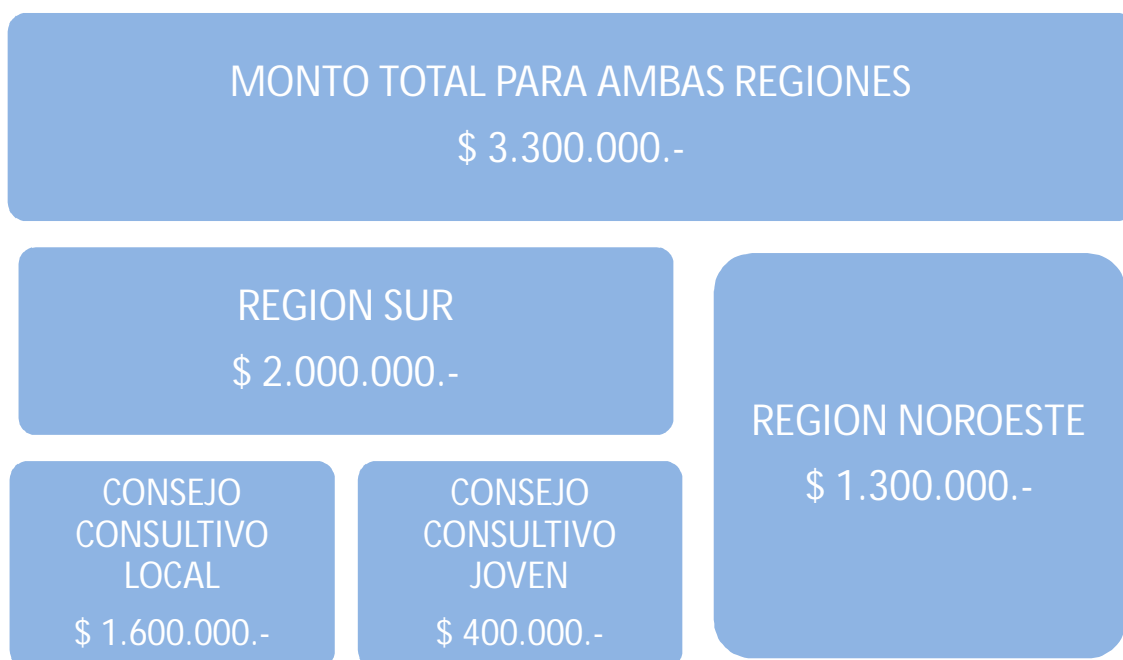 MONTO TOTAL PARA AMBAS REGIONES
$ 3.300.000.-
REGION SUR
$ 2.000.000.-
REGION NOROESTE
$ 1.300.000.-
CONSEJO
CONSULTIVO
LOCAL
$ 1.600.000.-
CONSEJO
CONSULTIVO
JOVEN
$ 400.000.-